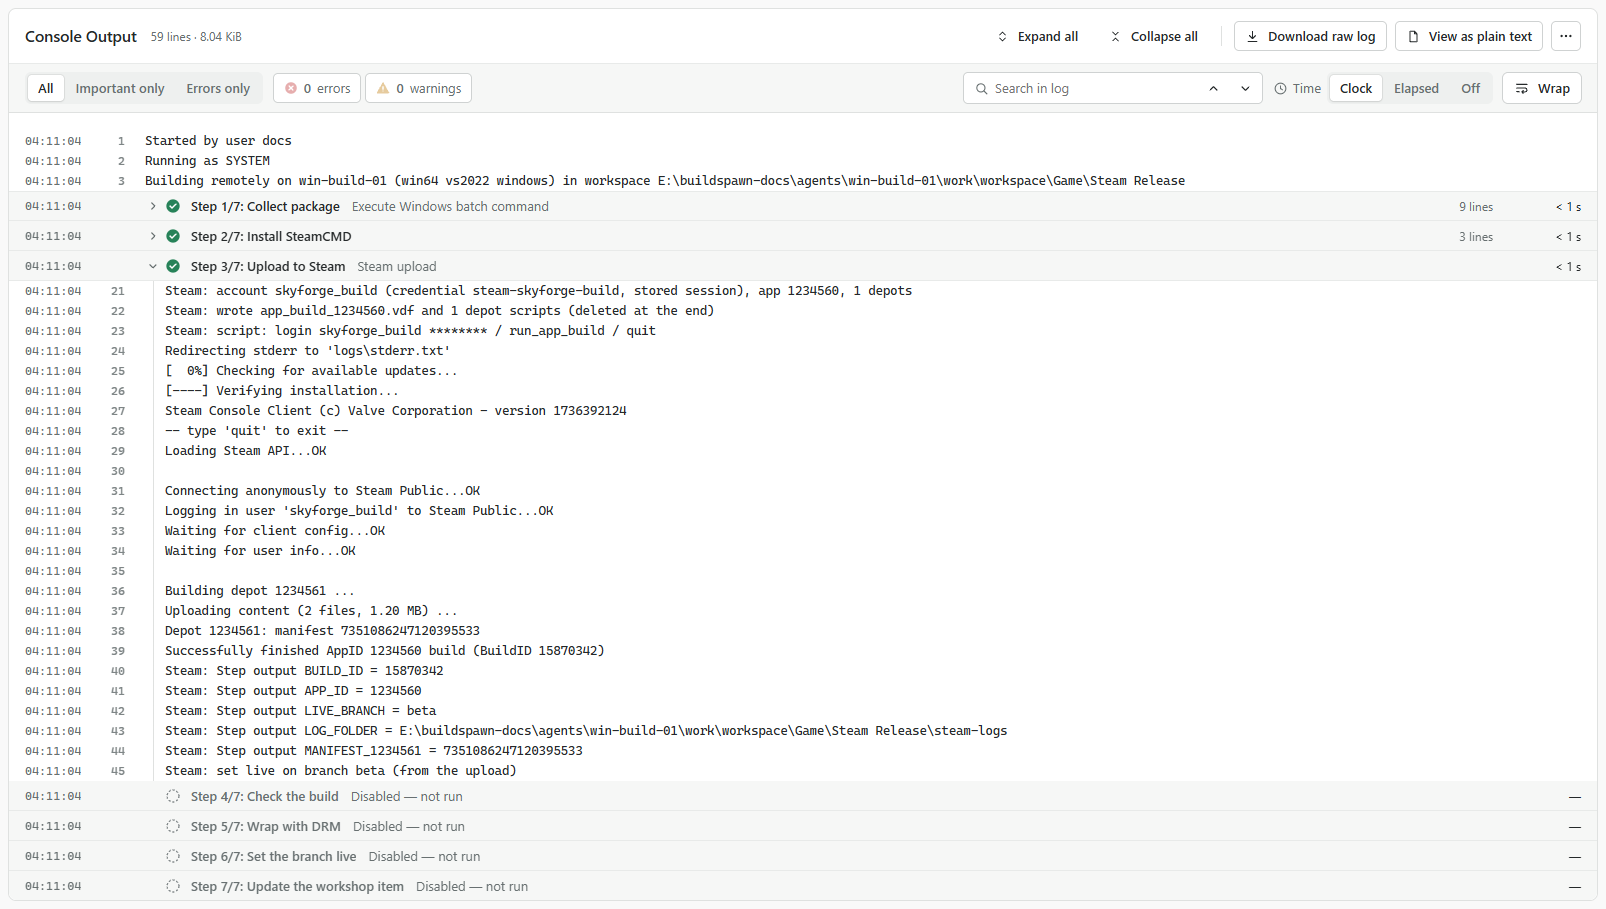 Console Output 59 lines · 8.04 KiB Expand all Collapse all Download raw log View as plain text ...
All Important only Errors only 0 errors 0 warnings Search in log Time Clock Elapsed Off Wrap
04:11:04 1 Started by user docs
04:11:04 2 Running as SYSTEM
04:11:04 3 Building remotely on win-build-01 (win64 vs2022 windows) in workspace E:\buildspawn-docs\agents\win-build-01\work\workspace\Game\Steam Release
04:11:04 Step 1/7: Collect package Execute Windows batch command 9 lines < 1 s
04:11:04 Step 2/7: Install SteamCMD 3 lines < 1 s
04:11:04 Step 3/7: Upload to Steam Steam upload < 1 s
04:11:04 21 Steam: account skyforge_build (credential steam-skyforge-build, stored session), app 1234560, 1 depots
04:11:04 22 Steam: wrote app_build_1234560.vdf and 1 depot scripts (deleted at the end)
04:11:04 23 Steam: script: login skyforge_build ******** / run_app_build / quit
04:11:04 24 Redirecting stderr to 'logs\stderr.txt'
04:11:04 25 [  0%] Checking for available updates...
04:11:04 26 [----] Verifying installation...
04:11:04 27 Steam Console Client (c) Valve Corporation - version 1736392124
04:11:04 28 -- type 'quit' to exit --
04:11:04 29 Loading Steam API...OK
04:11:04 30
04:11:04 31 Connecting anonymously to Steam Public...OK
04:11:04 32 Logging in user 'skyforge_build' to Steam Public...OK
04:11:04 33 Waiting for client config...OK
04:11:04 34 Waiting for user info...OK
04:11:04 35
04:11:04 36 Building depot 1234561 ...
04:11:04 37 Uploading content (2 files, 1.20 MB) ...
04:11:04 38 Depot 1234561: manifest 7351086247120395533
04:11:04 39 Successfully finished AppID 1234560 build (BuildID 15870342)
04:11:04 40 Steam: Step output BUILD_ID = 15870342
04:11:04 41 Steam: Step output APP_ID = 1234560
04:11:04 42 Steam: Step output LIVE_BRANCH = beta
04:11:04 43 Steam: Step output LOG_FOLDER = E:\buildspawn-docs\agents\win-build-01\work\workspace\Game\Steam Release\steam-logs
04:11:04 44 Steam: Step output MANIFEST_1234561 = 7351086247120395533
04:11:04 45 Steam: set live on branch beta (from the upload)
04:11:04 Step 4/7: Check the build Disabled — not run —
04:11:04 Step 5/7: Wrap with DRM Disabled — not run —
04:11:04 Step 6/7: Set the branch live Disabled — not run —
04:11:04 Step 7/7: Update the workshop item Disabled — not run —